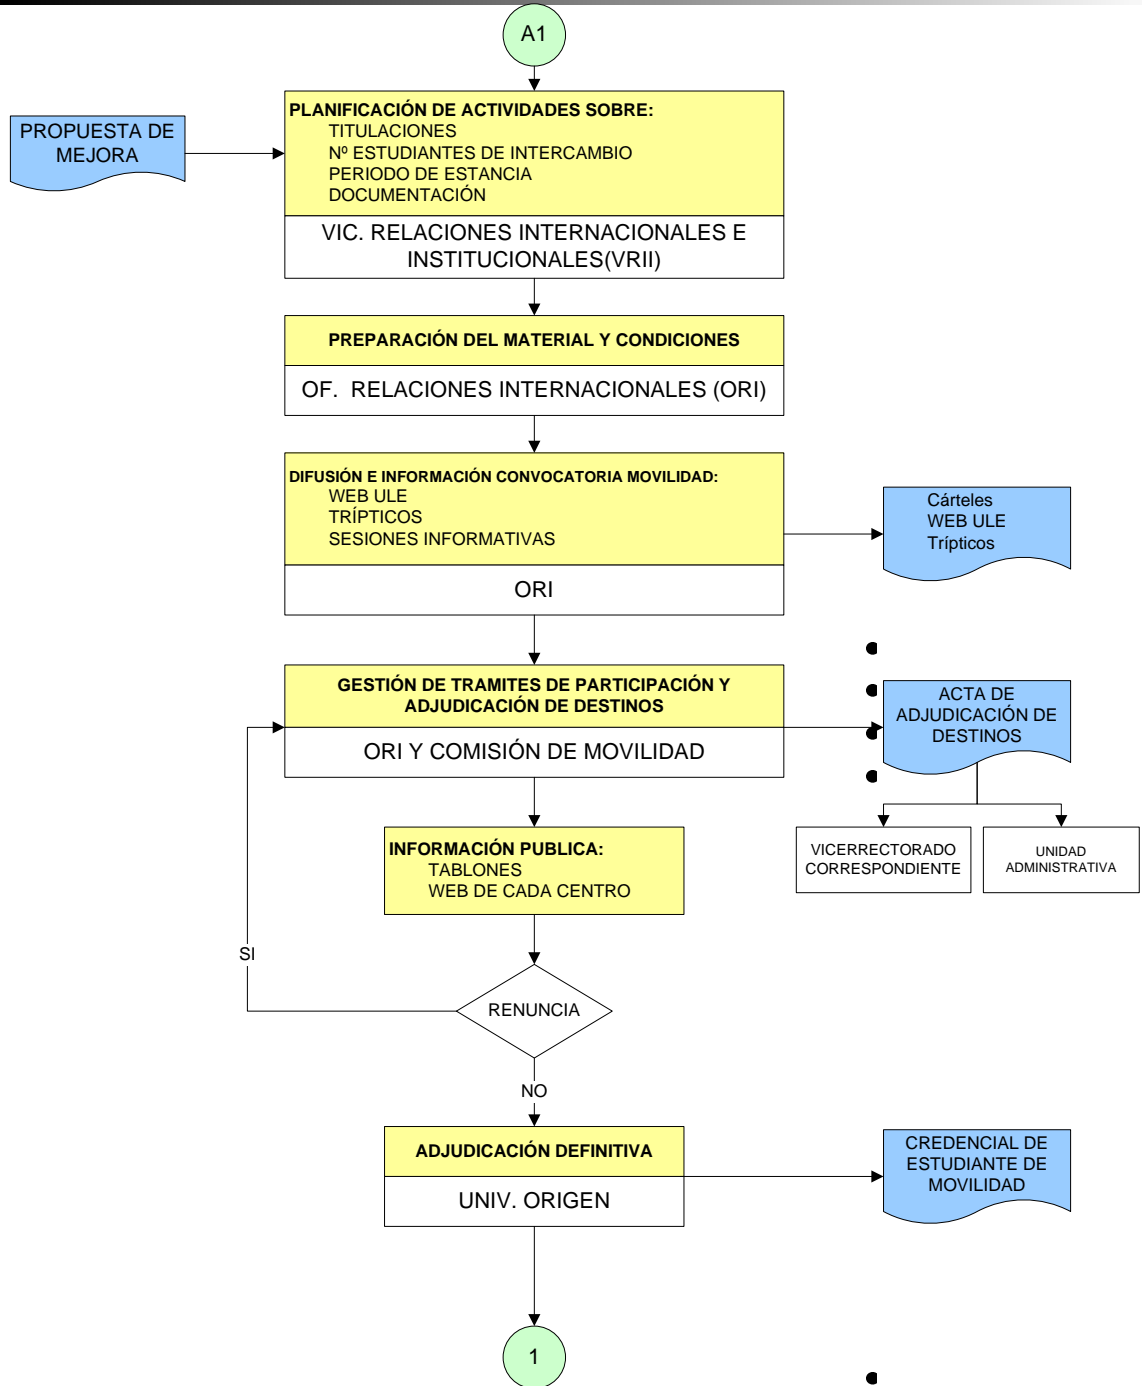 A1
PROPUESTA DE
MEJORA
PLANIFICACIÓN DE ACTIVIDADES SOBRE:
TITULACIONES
Nº ESTUDIANTES DE INTERCAMBIO
PERIODO DE ESTANCIA
DOCUMENTACIÓN
VIC. RELACIONES INTERNACIONALES E
INSTITUCIONALES(VRII)
PREPARACIÓN DEL MATERIAL Y CONDICIONES
OF. RELACIONES INTERNACIONALES (ORI)
DIFUSIÓN E INFORMACIÓN CONVOCATORIA MOVILIDAD:
WEB ULE
TRÍPTICOS
SESIONES INFORMATIVAS
ORI
Cárteles
WEB ULE
Trípticos
GESTIÓN DE TRAMITES DE PARTICIPACIÓN Y
ADJUDICACIÓN DE DESTINOS
ORI Y COMISIÓN DE MOVILIDAD
ACTA DE
ADJUDICACIÓN DE
DESTINOS
VICERRECTORADO
CORRESPONDIENTE
UNIDAD
ADMINISTRATIVA
INFORMACIÓN PUBLICA:
TABLONES
WEB DE CADA CENTRO
SI
RENUNCIA
NO
ADJUDICACIÓN DEFINITIVA
UNIV. ORIGEN
CREDENCIAL DE
ESTUDIANTE DE
MOVILIDAD
1